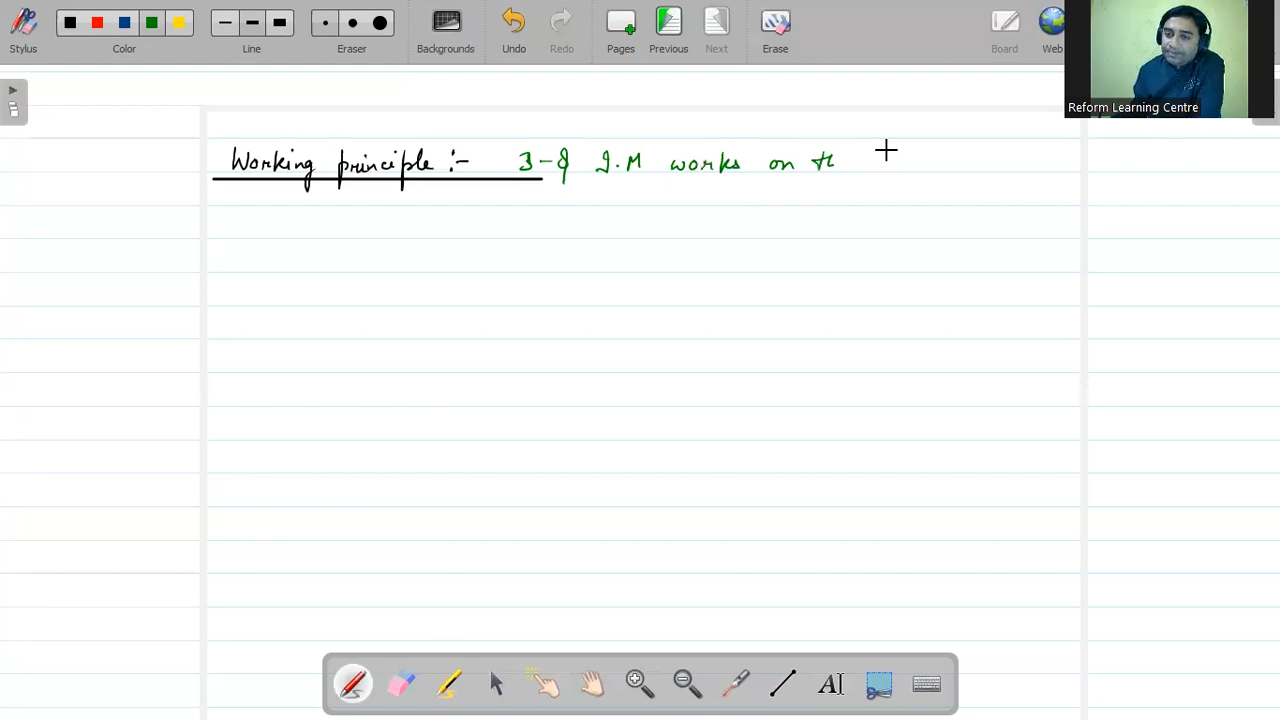 Stylus
Color
Line
Eraser
Backgrounds
Undo
Redo
Pages
Previous
Next
Erase
Board
Web
Reform Learning Centre
Working principle :- 3-ϕ I.M works on th
AI